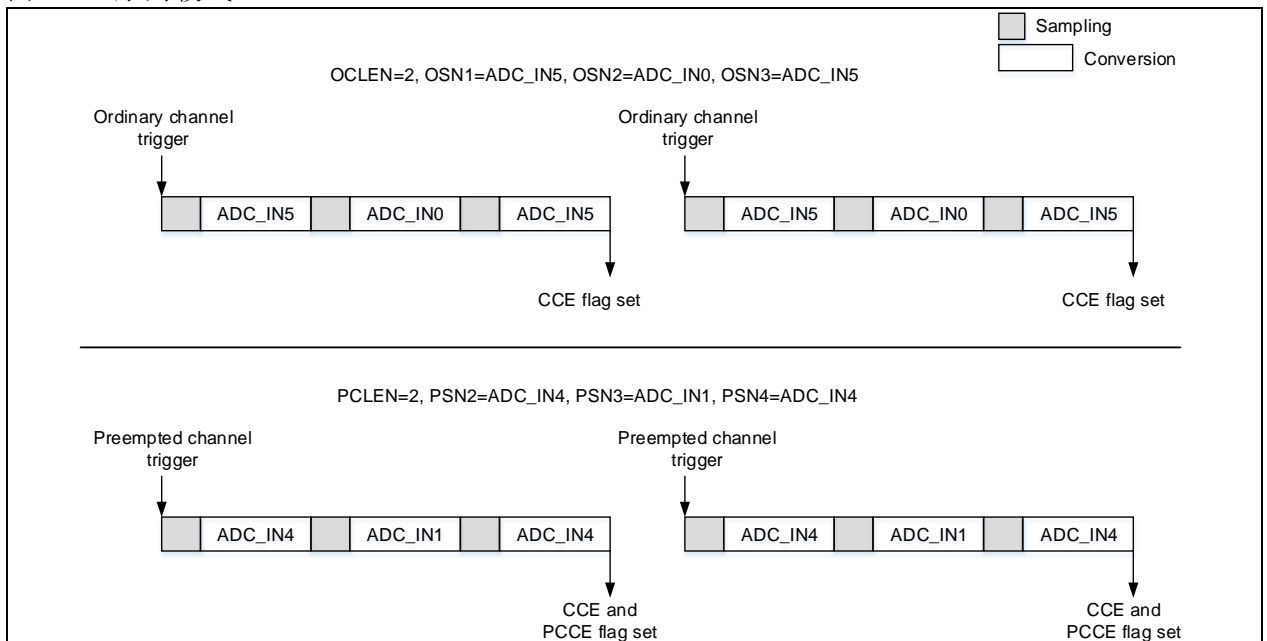 Sampling
Conversion
OCLEN=2, OSN1=ADC_IN5, OSN2=ADC_IN0, OSN3=ADC_IN5
Ordinary channel
trigger
Ordinary channel
trigger
ADC_IN5
ADC_IN0
ADC_IN5
ADC_IN5
ADC_IN0
ADC_IN5
CCE flag set
CCE flag set
PCLEN=2, PSN2=ADC_IN4, PSN3=ADC_IN1, PSN4=ADC_IN4
Preempted channel
trigger
Preempted channel
trigger
ADC_IN4
ADC_IN1
ADC_IN4
ADC_IN4
ADC_IN1
ADC_IN4
CCE and
PCCE flag set
CCE and
PCCE flag set